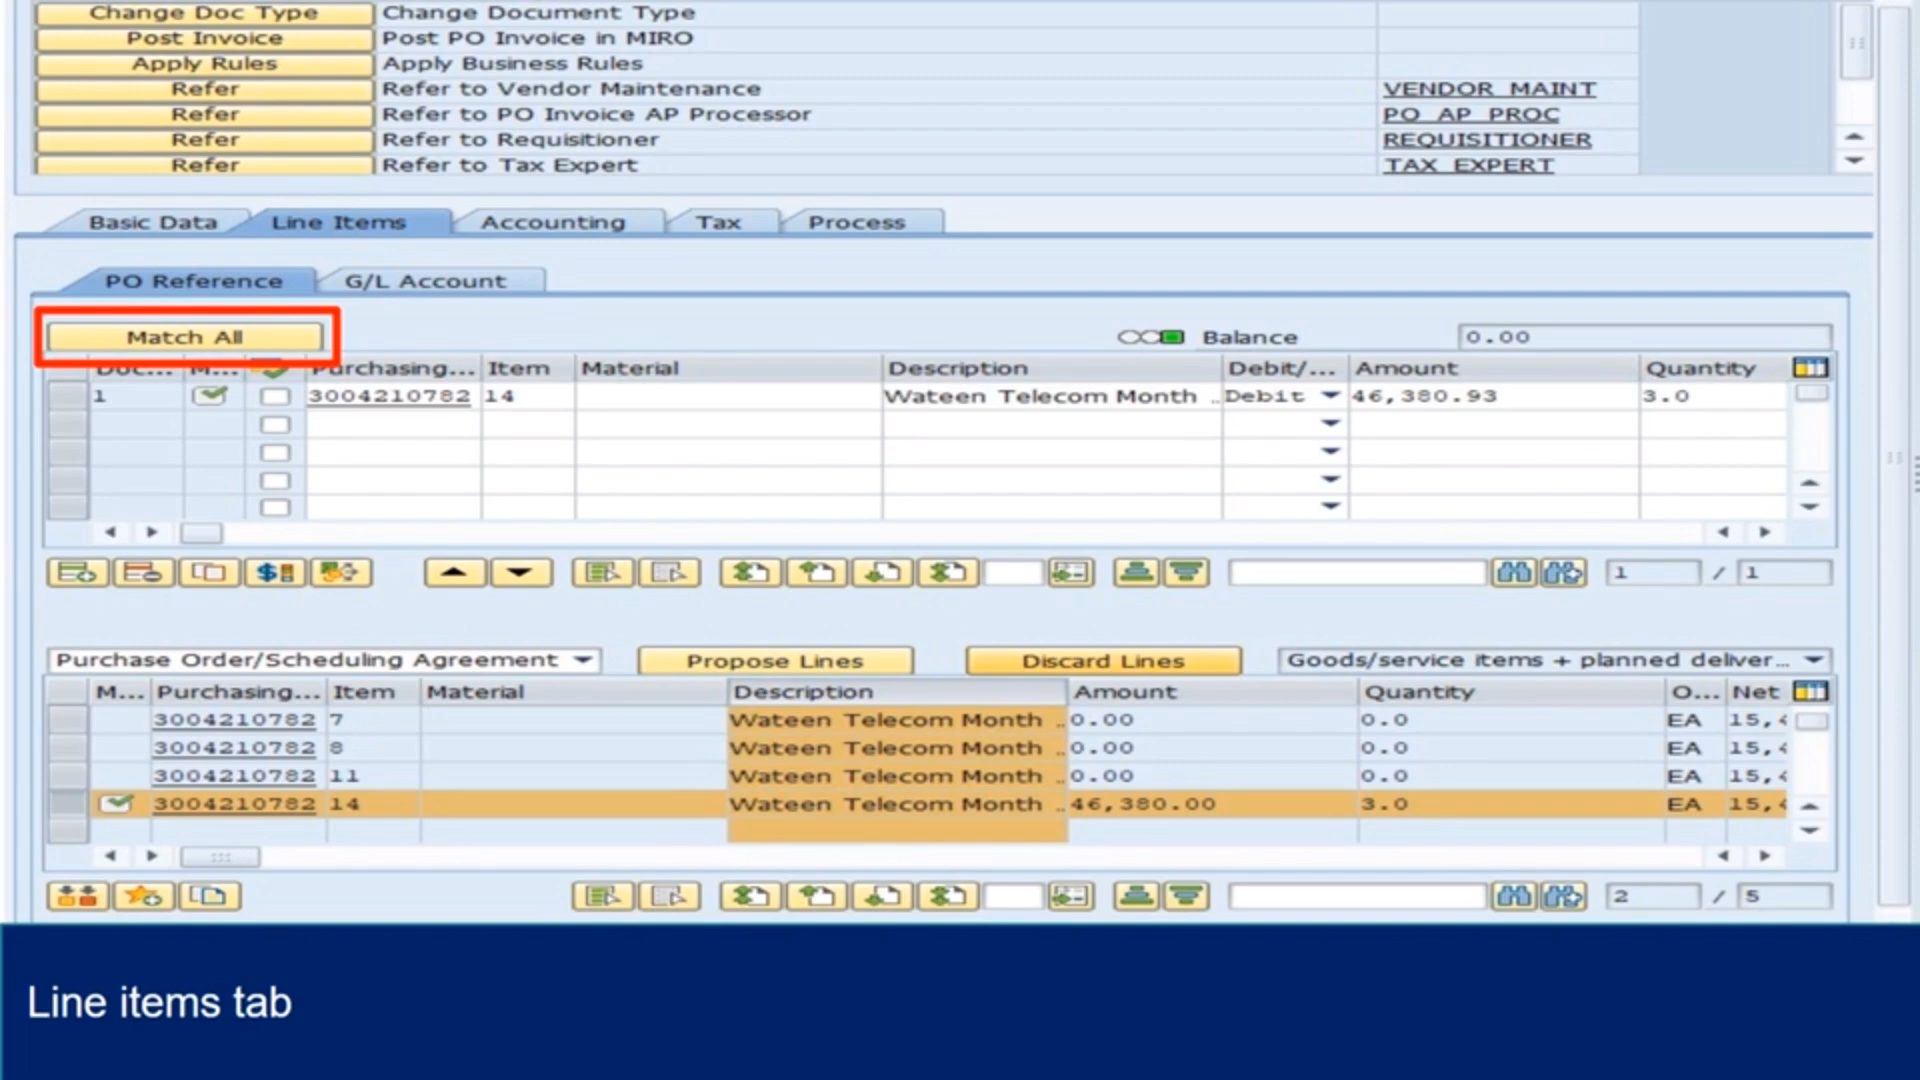 Change Doc Type Change Document Type
Post Invoice Post PO Invoice in MIRO
Apply Rules Apply Business Rules
Refer Refer to Vendor Maintenance VENDOR_MAINT
Refer Refer to PO Invoice AP Processor PO_AP_PROC
Refer Refer to Requisitioner REQUISITIONER
Refer Refer to Tax Expert TAX_EXPERT
Basic Data Line Items Accounting Tax Process
PO Reference G/L Account
Match All Balance 0.00
Doc... M... Purchasing... Item Material Description Debit/... Amount Quantity
1 3004210782 14 Wateen Telecom Month .. Debit 46,380.93 3.0
1 / 1
Purchase Order/Scheduling Agreement Propose Lines Discard Lines Goods/service items + planned deliver...
M... Purchasing... Item Material Description Amount Quantity O... Net
3004210782 7 Wateen Telecom Month .. 0.00 0.0 EA 15,
3004210782 8 Wateen Telecom Month .. 0.00 0.0 EA 15,
3004210782 11 Wateen Telecom Month .. 0.00 0.0 EA 15,
3004210782 14 Wateen Telecom Month .. 46,380.00 3.0 EA 15,
2 / 5
Line items tab